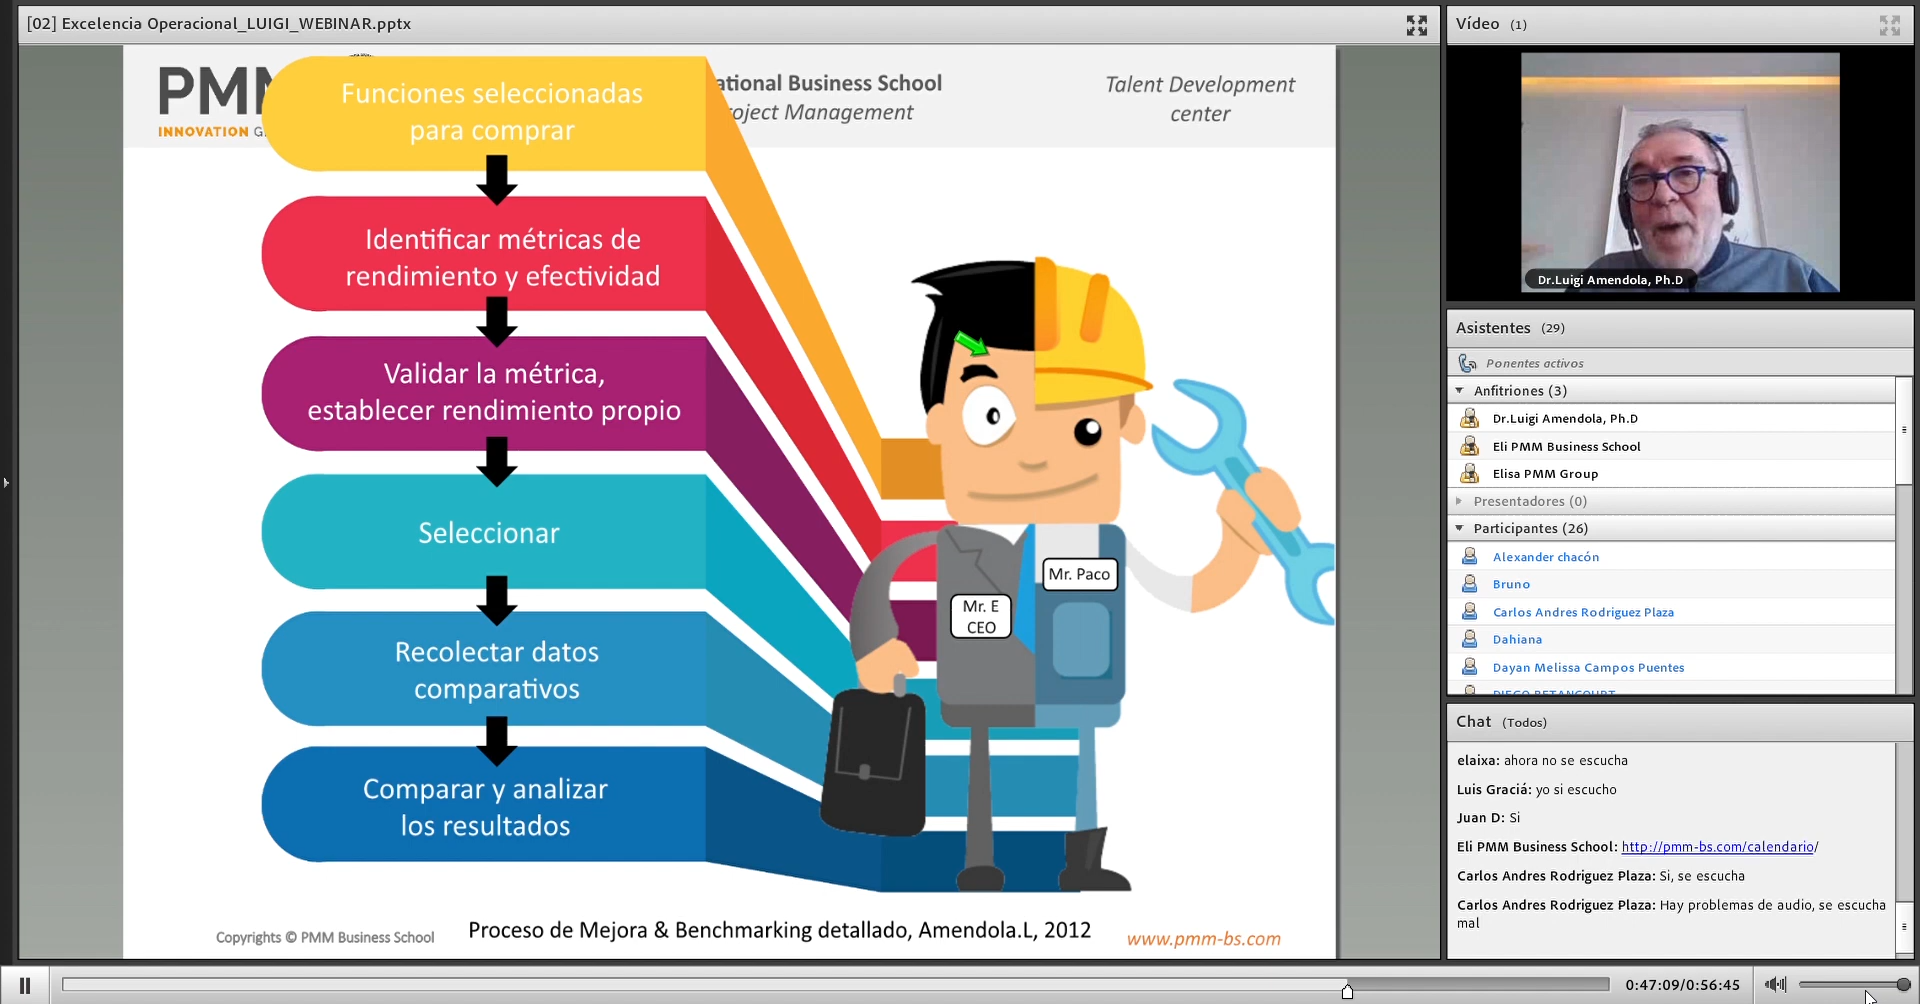 [02] Excelencia Operacional_LUIGI_WEBINAR.pptx
PMM
INNOVATION G
ational Business School
oject Management
Talent Development
center
Funciones seleccionadas
para comprar
Identificar métricas de
rendimiento y efectividad
Validar la métrica,
establecer rendimiento propio
Seleccionar
Recolectar datos
comparativos
Comparar y analizar
los resultados
Mr. Paco
Mr. E
CEO
Copyrights © PMM Business School
Proceso de Mejora & Benchmarking detallado, Amendola.L, 2012
www.pmm-bs.com
Vídeo (1)
Dr.Luigi Amendola, Ph.D
Asistentes (29)
Ponentes activos
Anfitriones (3)
Dr.Luigi Amendola, Ph.D
Eli PMM Business School
Elisa PMM Group
Presentadores (0)
Participantes (26)
Alexander chacón
Bruno
Carlos Andres Rodriguez Plaza
Dahiana
Dayan Melissa Campos Puentes
DIEGO BETANCOURT
Chat (Todos)
elaixa: ahora no se escucha
Luis Graciá: yo si escucho
Juan D: Si
Eli PMM Business School: http://pmm-bs.com/calendario/
Carlos Andres Rodriguez Plaza: Si, se escucha
Carlos Andres Rodriguez Plaza: Hay problemas de audio, se escucha
mal
0:47:09/0:56:45